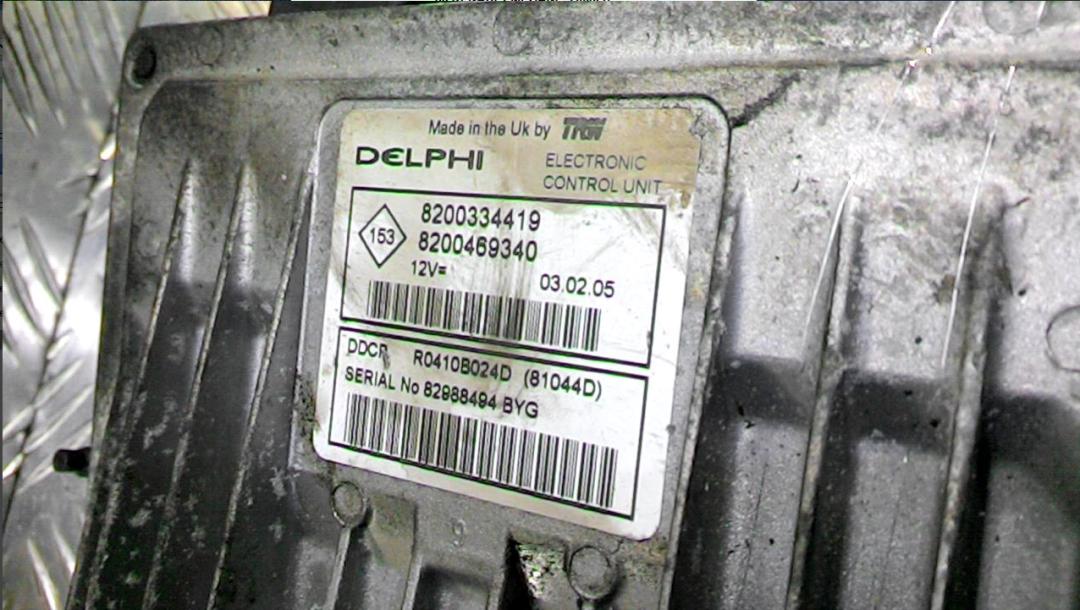 Made in the Uk by TRW
DELPHI
ELECTRONIC
CONTROL UNIT
153
8200334419
8200469340
12V=
03.02.05
DDCR R0410B024D (81044D)
SERIAL No 82988494 BYG